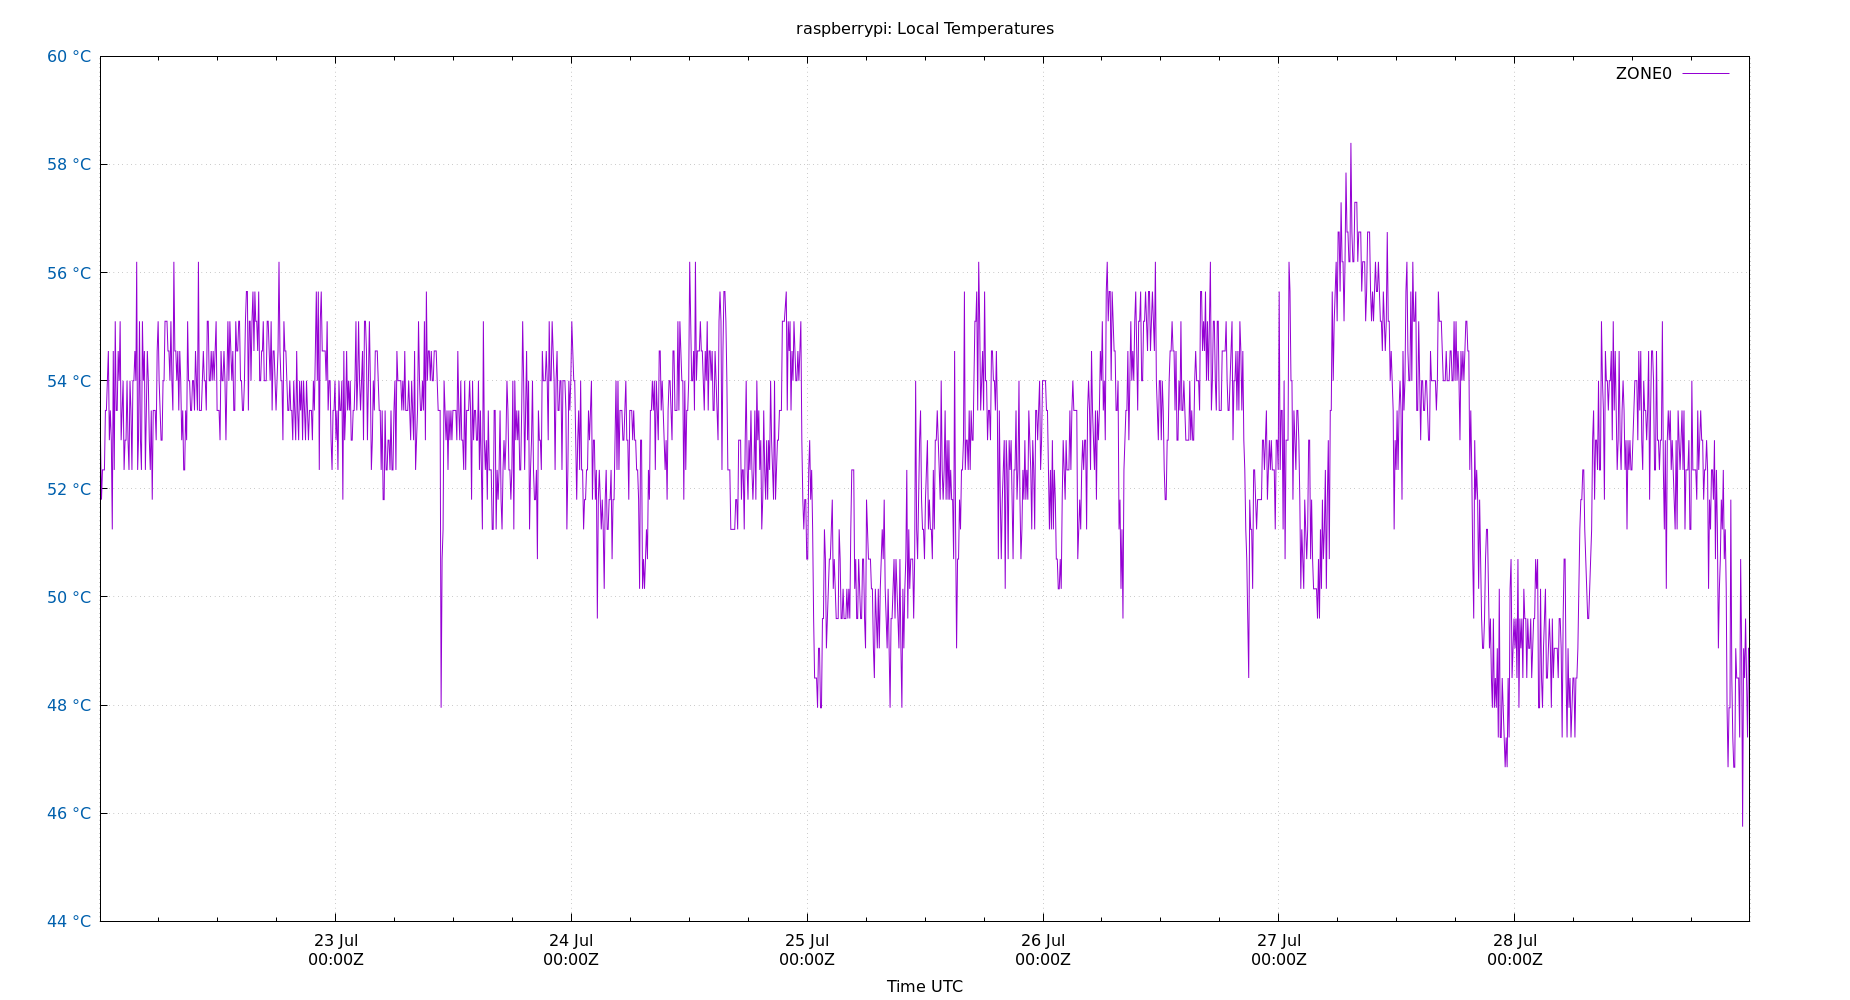 raspberrypi: Local Temperatures
ZONE0
60 °C
58 °C
56 °C
54 °C
52 °C
50 °C
48 °C
46 °C
44 °C
23 Jul
00:00Z
24 Jul
00:00Z
25 Jul
00:00Z
26 Jul
00:00Z
27 Jul
00:00Z
28 Jul
00:00Z
Time UTC